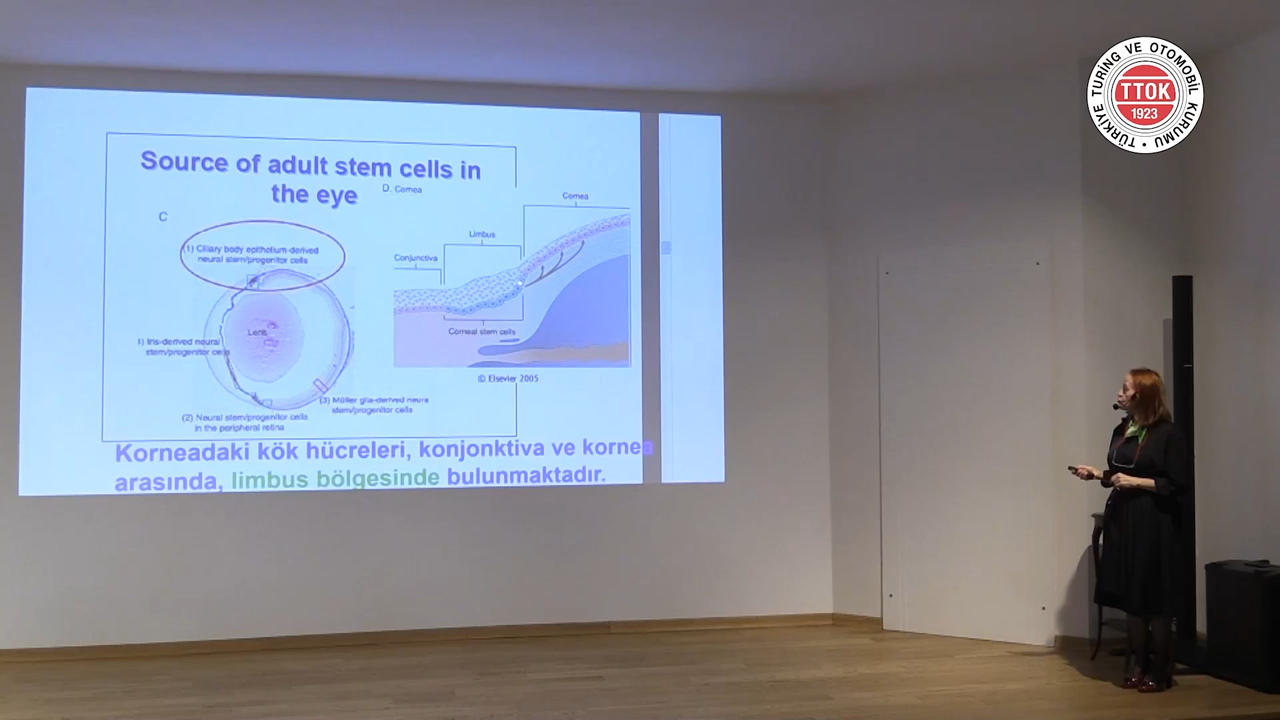 Source of adult stem cells in
the eye
D. Cornea
C
(1) Ciliary body epithelium-derived
neural stem/progenitor cells
Lens
1) Iris-derived neural
stem/progenitor cells
(2) Neural stem/progenitor cells
in the peripheral retina
(3) Müller glia-derived neura
stem/progenitor cells
Cornea
Limbus
Conjunctiva
Corneal stem cells
© Elsevier 2005
Korneadaki kök hücreleri, konjonktiva ve kornea
arasında, limbus bölgesinde bulunmaktadır.
TÜRKİYE TURİNG VE OTOMOBİL KURUMU
TTOK
1923